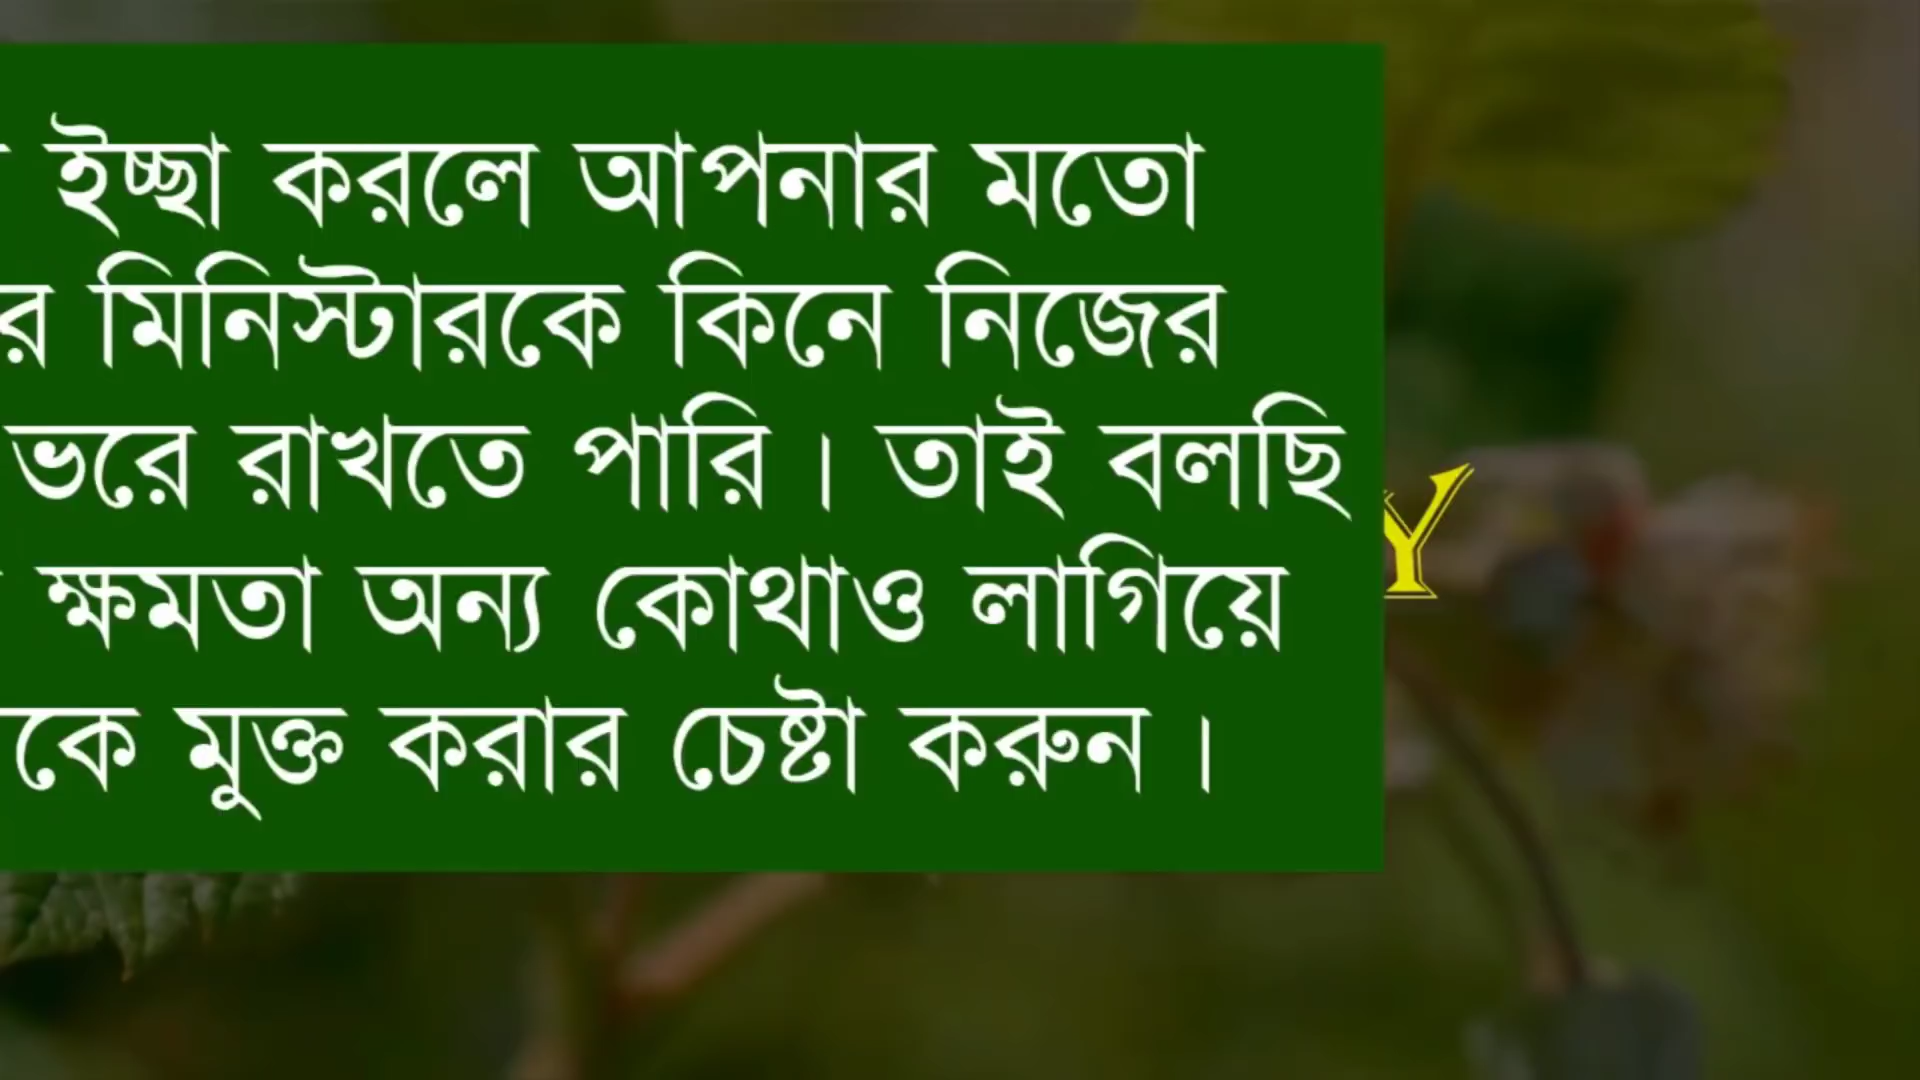 ইচ্ছা করলে আপনার মতো
র মিনিস্টারকে কিনে নিজের
ভরে রাখতে পারি। তাই বলছি
ক্ষমতা অন্য কোথাও লাগিয়ে
কে মুক্ত করার চেষ্টা করুন।
Y